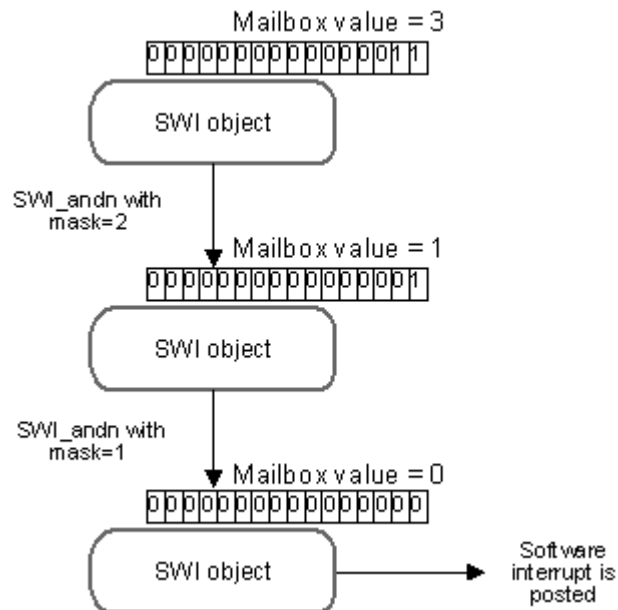 Mailbox value = 3
0000000000000011
SWI object
SWI_andn with
mask=2
Mailbox value = 1
0000000000000001
SWI object
SWI_andn with
mask=1
Mailbox value = 0
0000000000000000
SWI object
Software
interrupt is
posted